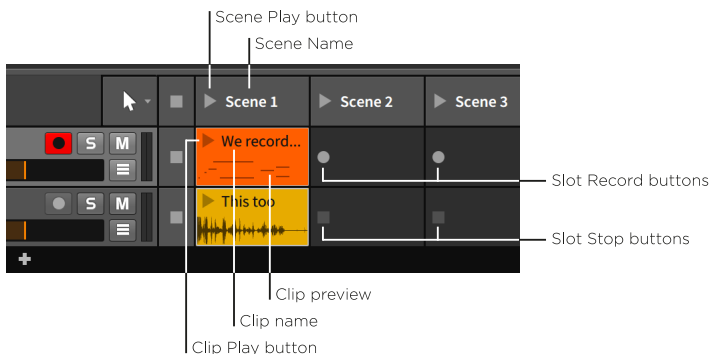 Scene Play button
Scene Name
Scene 1
Scene 2
Scene 3
S M
We record...
Slot Record buttons
S M
This too
Slot Stop buttons
Clip preview
Clip name
Clip Play button